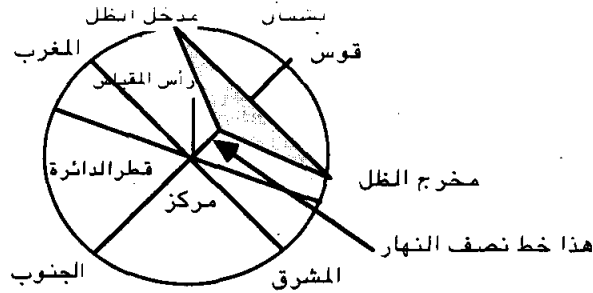 مدخل الظل
المغرب
قوس
رأس المقياس
قطر الدائرة
مركز
مخرج الظل
هذا خط نصف النهار
الجنوب
المشرق